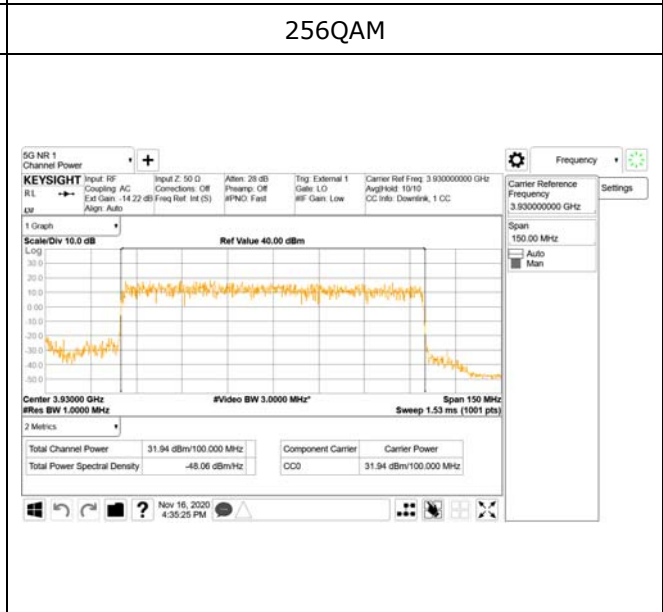 256QAM
5G NR 1
Channel Power
+
Frequency
KEYSIGHT Input: RF Input Z: 50 Ω Atten: 28 dB Trig: External 1 Carrier Ref Freq: 3.930000000 GHz
RL Coupling: AC Corrections: Off Preamp: Off Gate: LO Avg|Hold: 10/10
Ext Gain: -14.22 dB Freq Ref: Int (S) #PNO: Fast #IF Gain: Low CC Info: Downlink, 1 CC
Align: Auto
Carrier Reference
Frequency
3.930000000 GHz
Settings
Span
150.00 MHz
Auto
Man
1 Graph
Scale/Div 10.0 dB Ref Value 40.00 dBm
Log
30.0
20.0
10.0
0.00
-10.0
-20.0
-30.0
-40.0
-50.0
Center 3.93000 GHz #Video BW 3.0000 MHz* Span 150 MHz
#Res BW 1.0000 MHz Sweep 1.53 ms (1001 pts)
2 Metrics
Total Channel Power 31.94 dBm/100.000 MHz Component Carrier Carrier Power
Total Power Spectral Density -48.06 dBm/Hz CC0 31.94 dBm/100.000 MHz
? Nov 16, 2020
4:35:25 PM